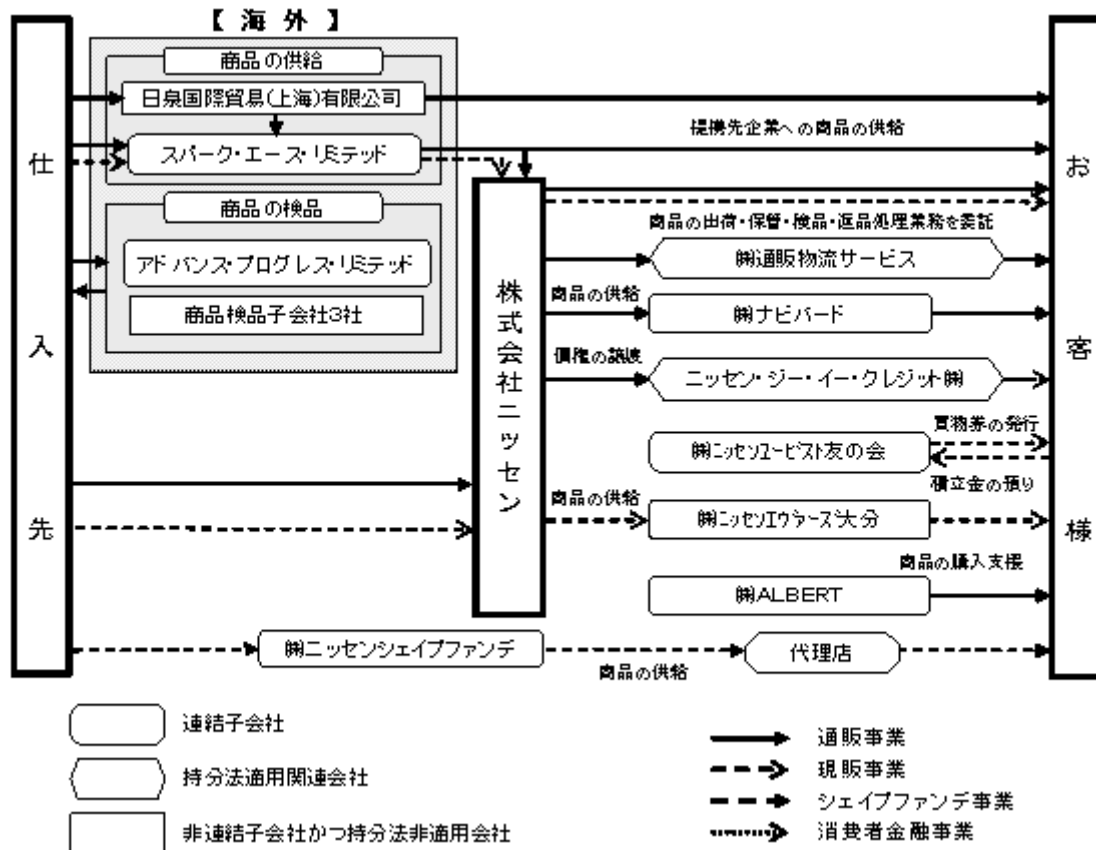 【 海 外 】
商品の供給
日泉国際貿易(上海)有限公司
スパーク・エース・リミテッド
提携先企業への商品の供給
商品の検品
アドバンス・プログレス・リミテッド
商品検品子会社3社
仕入先
株式会社ニッセン
お客様
商品の出荷・保管・検品・返品処理業務を委託
㈱通販物流サービス
商品の供給
㈱ナビバード
債権の譲渡
ニッセン・ジー・イー・クレジット㈱
買物券の発行
㈱ニッセンユービスト友の会
積立金の預り
商品の供給
㈱ニッセンエウラーズ大分
商品の購入支援
㈱ALBERT
㈱ニッセンシェイプファンデ
商品の供給
代理店
連結子会社
持分法適用関連会社
非連結子会社かつ持分法非適用会社
通販事業
現販事業
シェイプファンデ事業
消費者金融事業